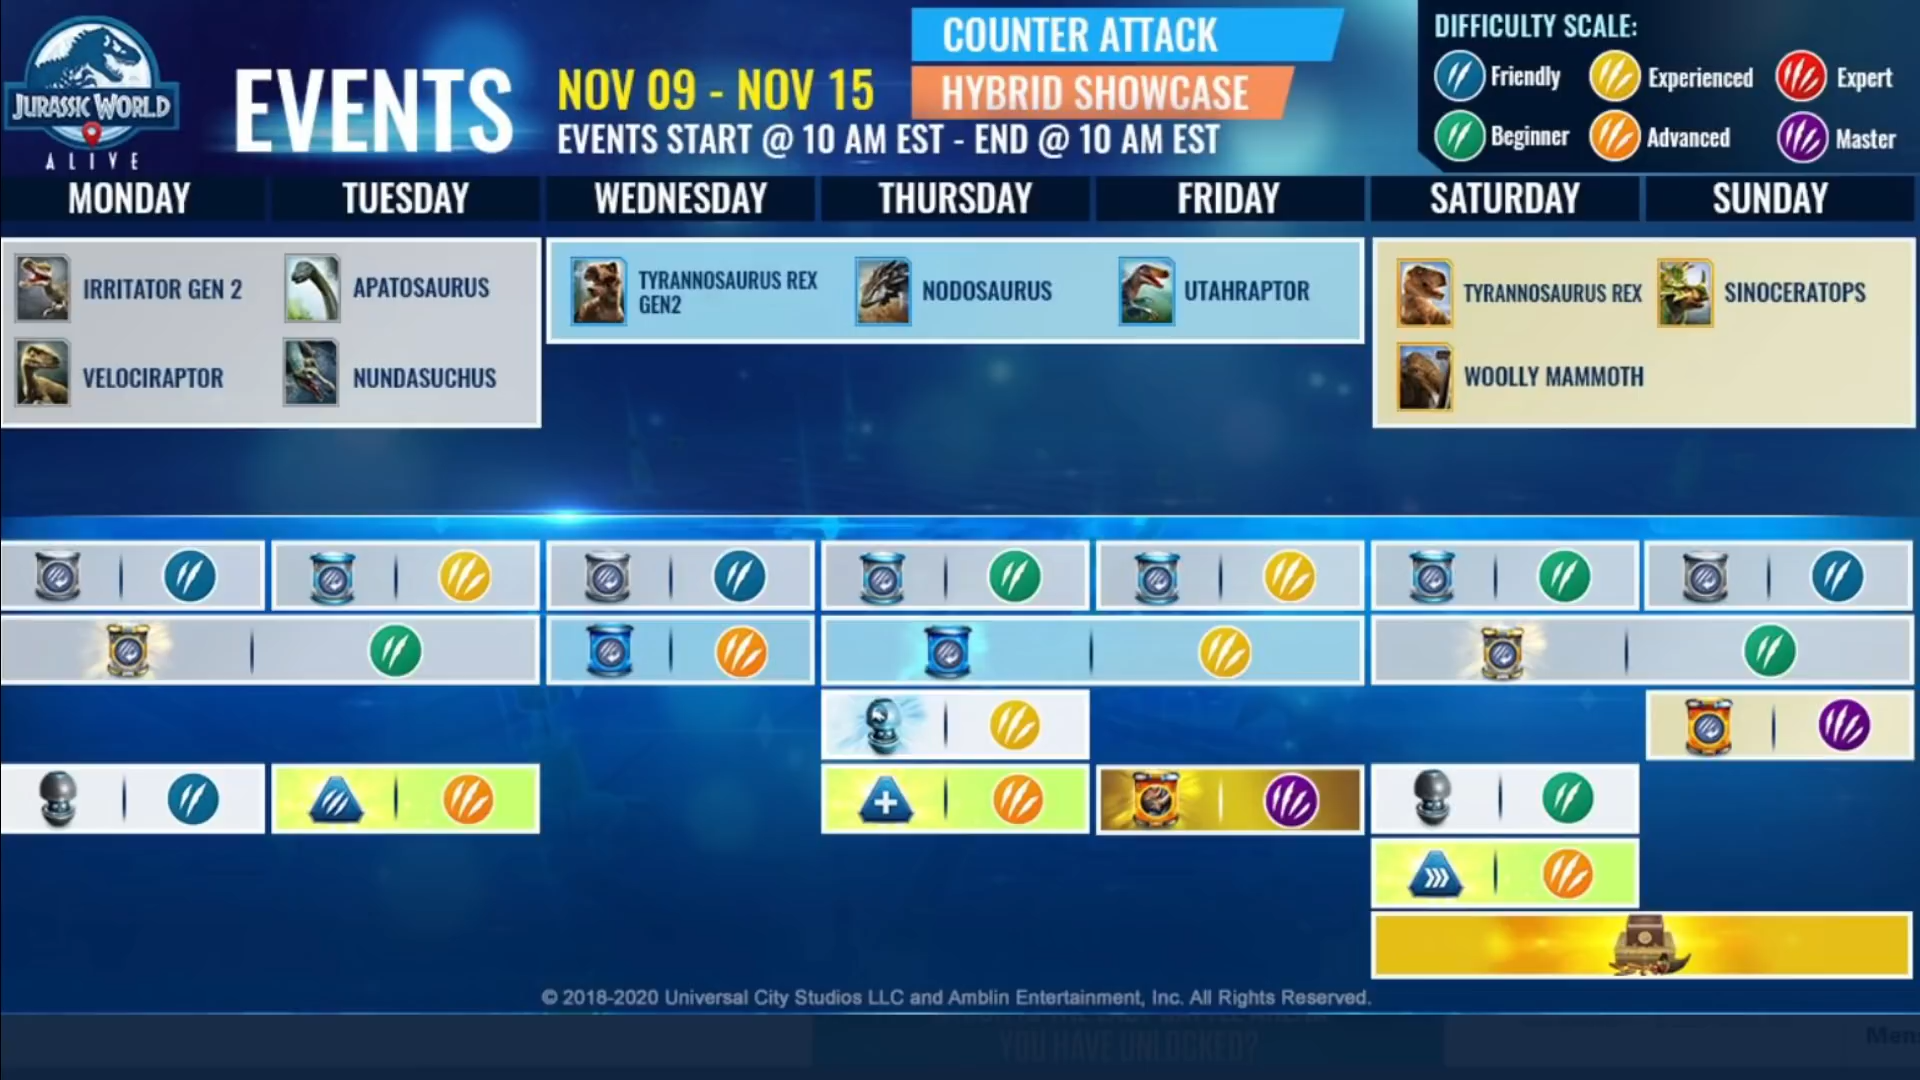 JURASSIC WORLD
ALIVE
EVENTS
NOV 09 - NOV 15
COUNTER ATTACK
HYBRID SHOWCASE
EVENTS START @ 10 AM EST - END @ 10 AM EST
DIFFICULTY SCALE:
Friendly
Experienced
Expert
Beginner
Advanced
Master
MONDAY
TUESDAY
WEDNESDAY
THURSDAY
FRIDAY
SATURDAY
SUNDAY
IRRITATOR GEN 2
APATOSAURUS
VELOCIRAPTOR
NUNDASUCHUS
TYRANNOSAURUS REX
GEN2
NODOSAURUS
UTAHRAPTOR
TYRANNOSAURUS REX
SINOCERATOPS
WOOLLY MAMMOTH
© 2018-2020 Universal City Studios LLC and Amblin Entertainment, Inc. All Rights Reserved.
YOU HAVE UNLOCKED?